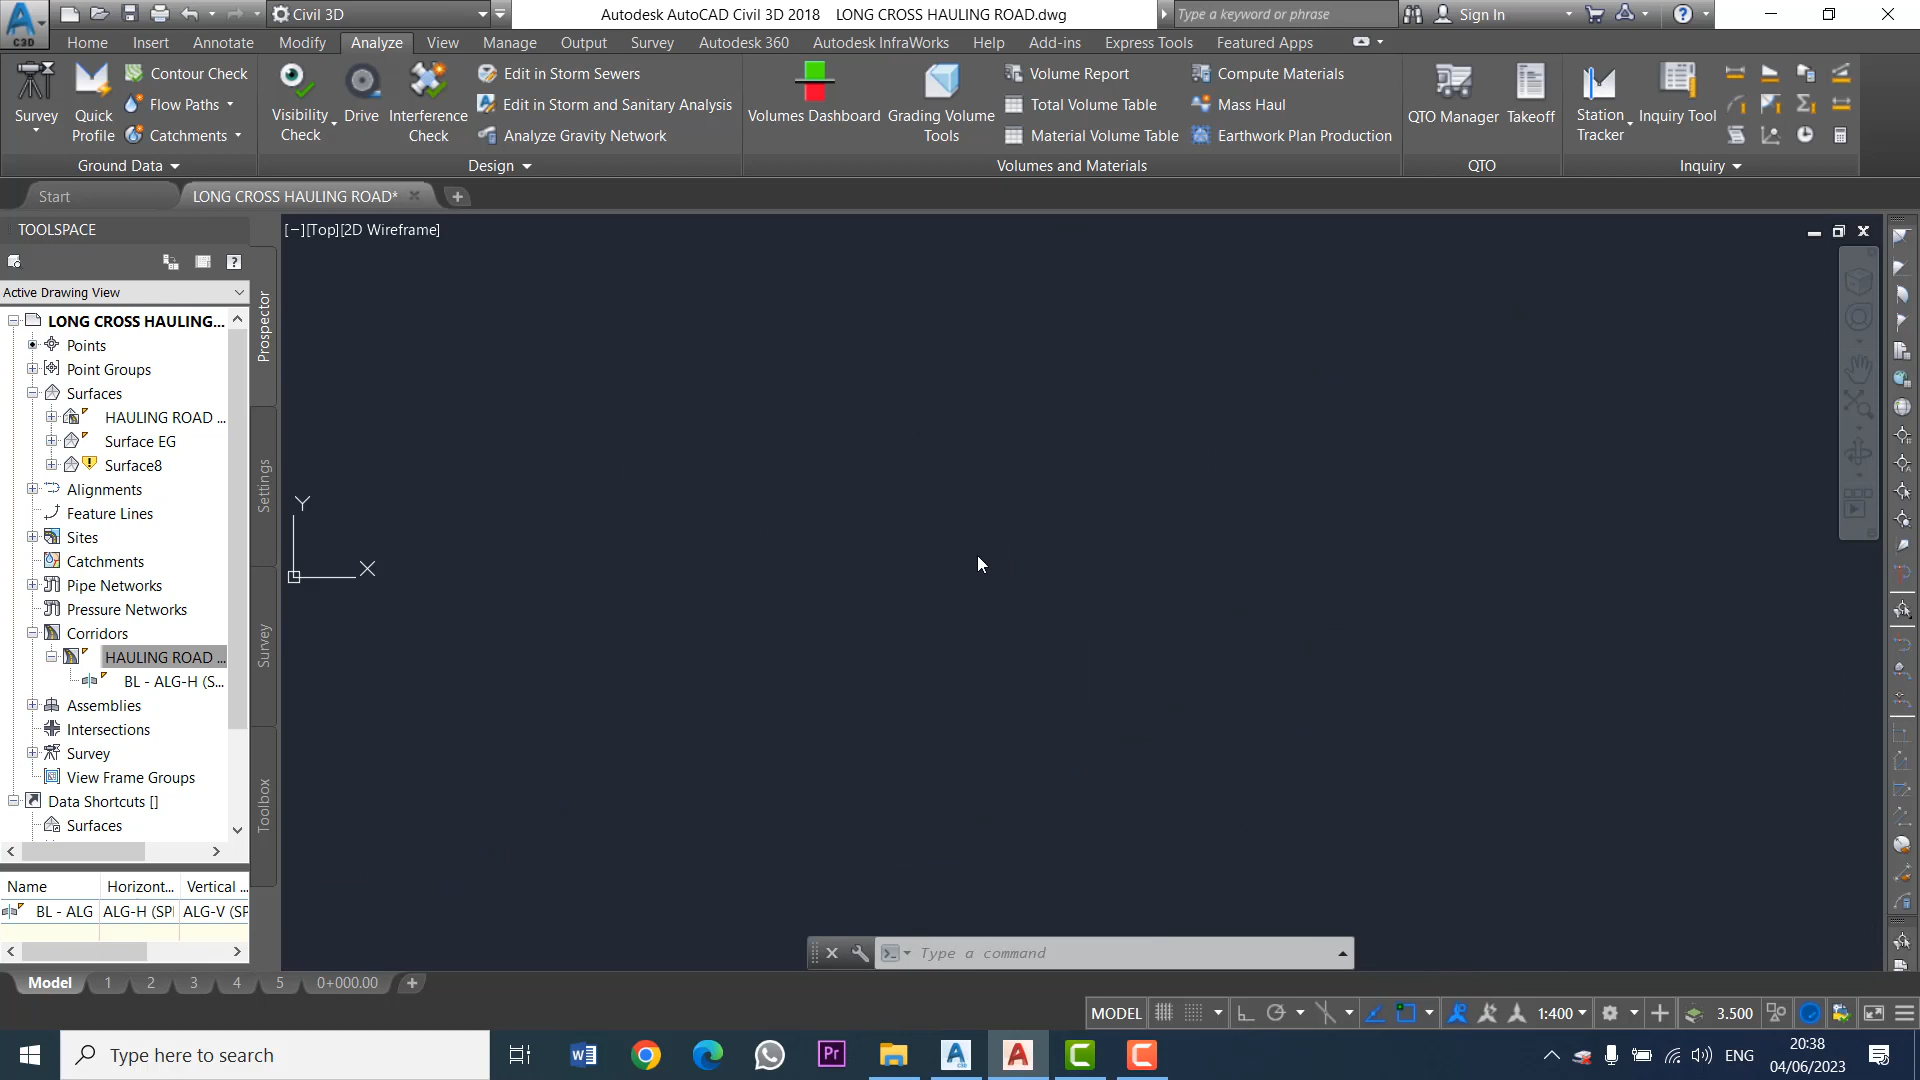 C3D
Civil 3D
Autodesk AutoCAD Civil 3D 2018 LONG CROSS HAULING ROAD.dwg
Type a keyword or phrase
Sign In
Home Insert Annotate Modify Analyze View Manage Output Survey Autodesk 360 Autodesk InfraWorks Help Add-ins Express Tools Featured Apps
Survey
Quick Profile
Contour Check
Flow Paths
Catchments
Ground Data
Visibility Check
Drive
Interference Check
Edit in Storm Sewers
Edit in Storm and Sanitary Analysis
Analyze Gravity Network
Design
Volumes Dashboard
Grading Volume Tools
Volume Report
Total Volume Table
Material Volume Table
Compute Materials
Mass Haul
Earthwork Plan Production
Volumes and Materials
QTO Manager
Takeoff
QTO
Station Tracker
Inquiry Tool
Inquiry
Start
LONG CROSS HAULING ROAD*
TOOLSPACE
Active Drawing View
LONG CROSS HAULING...
Points
Point Groups
Surfaces
HAULING ROAD ...
Surface EG
Surface8
Alignments
Feature Lines
Sites
Catchments
Pipe Networks
Pressure Networks
Corridors
HAULING ROAD ...
BL - ALG-H (S...
Assemblies
Intersections
Survey
View Frame Groups
Data Shortcuts []
Surfaces
Name Horizont... Vertical ...
BL - ALG ALG-H (SP ALG-V (SP
Prospector
Settings
Survey
Toolbox
[−][Top][2D Wireframe]
Y
X
Type a command
Model 1 2 3 4 5 0+000.00
MODEL
1:400
3.500
Type here to search
W
Pr
C3D
ENG
20:38
04/06/2023